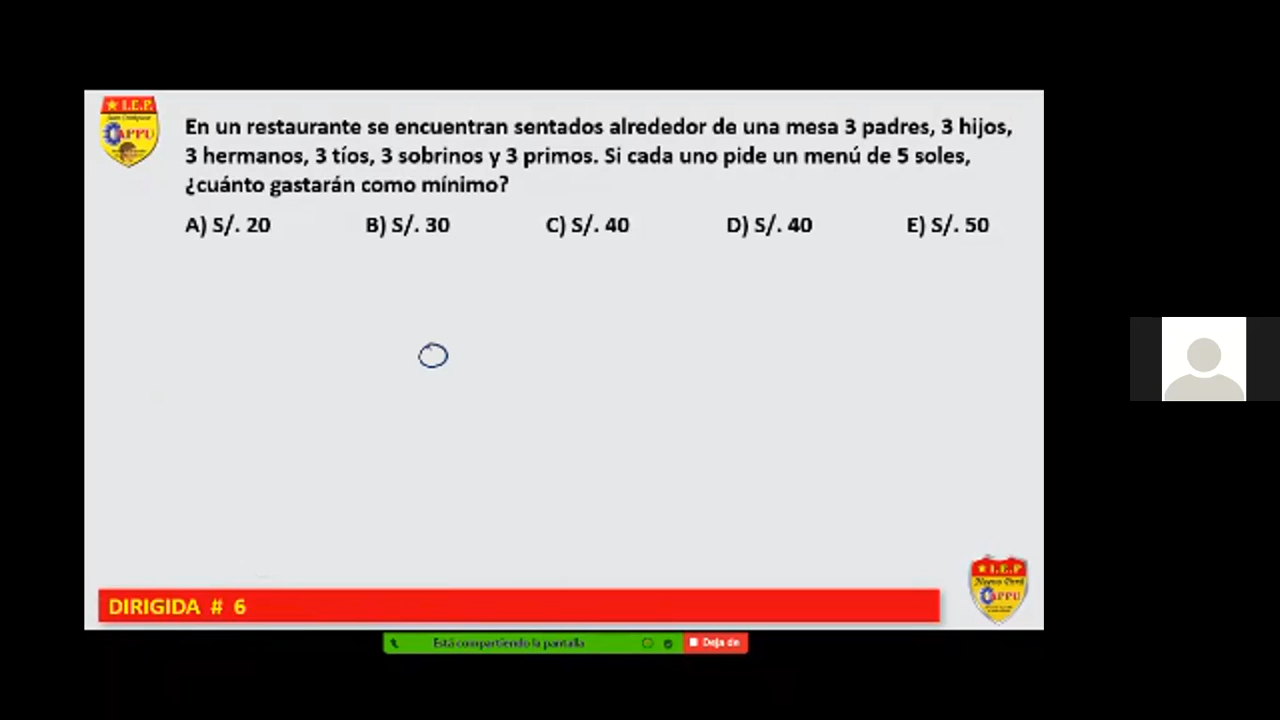 I.E.P.
APPU
En un restaurante se encuentran sentados alrededor de una mesa 3 padres, 3 hijos,
3 hermanos, 3 tíos, 3 sobrinos y 3 primos. Si cada uno pide un menú de 5 soles,
¿cuánto gastarán como mínimo?
A) S/. 20 B) S/. 30 C) S/. 40 D) S/. 40 E) S/. 50
I.E.P
APPU
DIRIGIDA # 6
Está compartiendo la pantalla Deja de